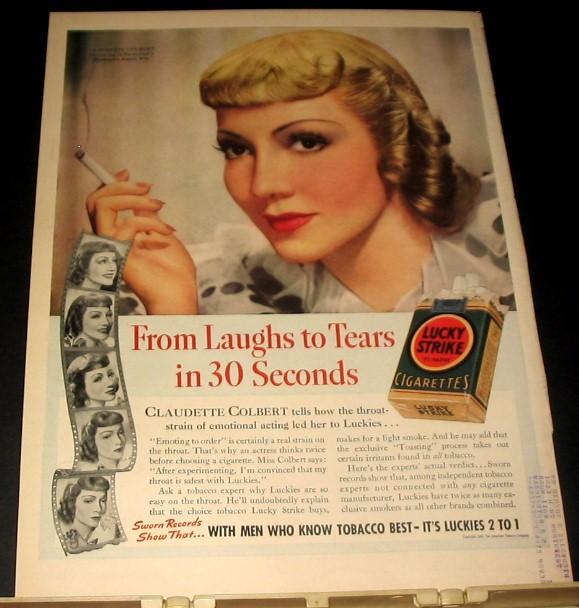 CLAUDETTE COLBERT
From Laughs to Tears
in 30 Seconds
LUCKY
STRIKE
"IT'S TOASTED"
CIGARETTES
LUCKY
STRIKE
CLAUDETTE COLBERT tells how the throat-
strain of emotional acting led her to Luckies...
"Emoting to order" is certainly a real strain on
the throat. That's why an actress thinks twice
before choosing a cigarette. Miss Colbert says:
"After experimenting, I'm convinced that my
throat is safest with Luckies."
Ask a tobacco expert why Luckies are so
easy on the throat. He'll undoubtedly explain
that the choice tobacco Lucky Strike buys,
makes for a light smoke. And he may add that
the exclusive "Toasting" process takes out
certain irritants found in all tobacco.
Here's the experts' actual verdict...Sworn
records show that, among independent tobacco
experts not connected with any cigarette
manufacturer, Luckies have twice as many ex-
clusive smokers as all other brands combined.
Sworn Records
Show That... WITH MEN WHO KNOW TOBACCO BEST-IT'S LUCKIES 2 TO 1